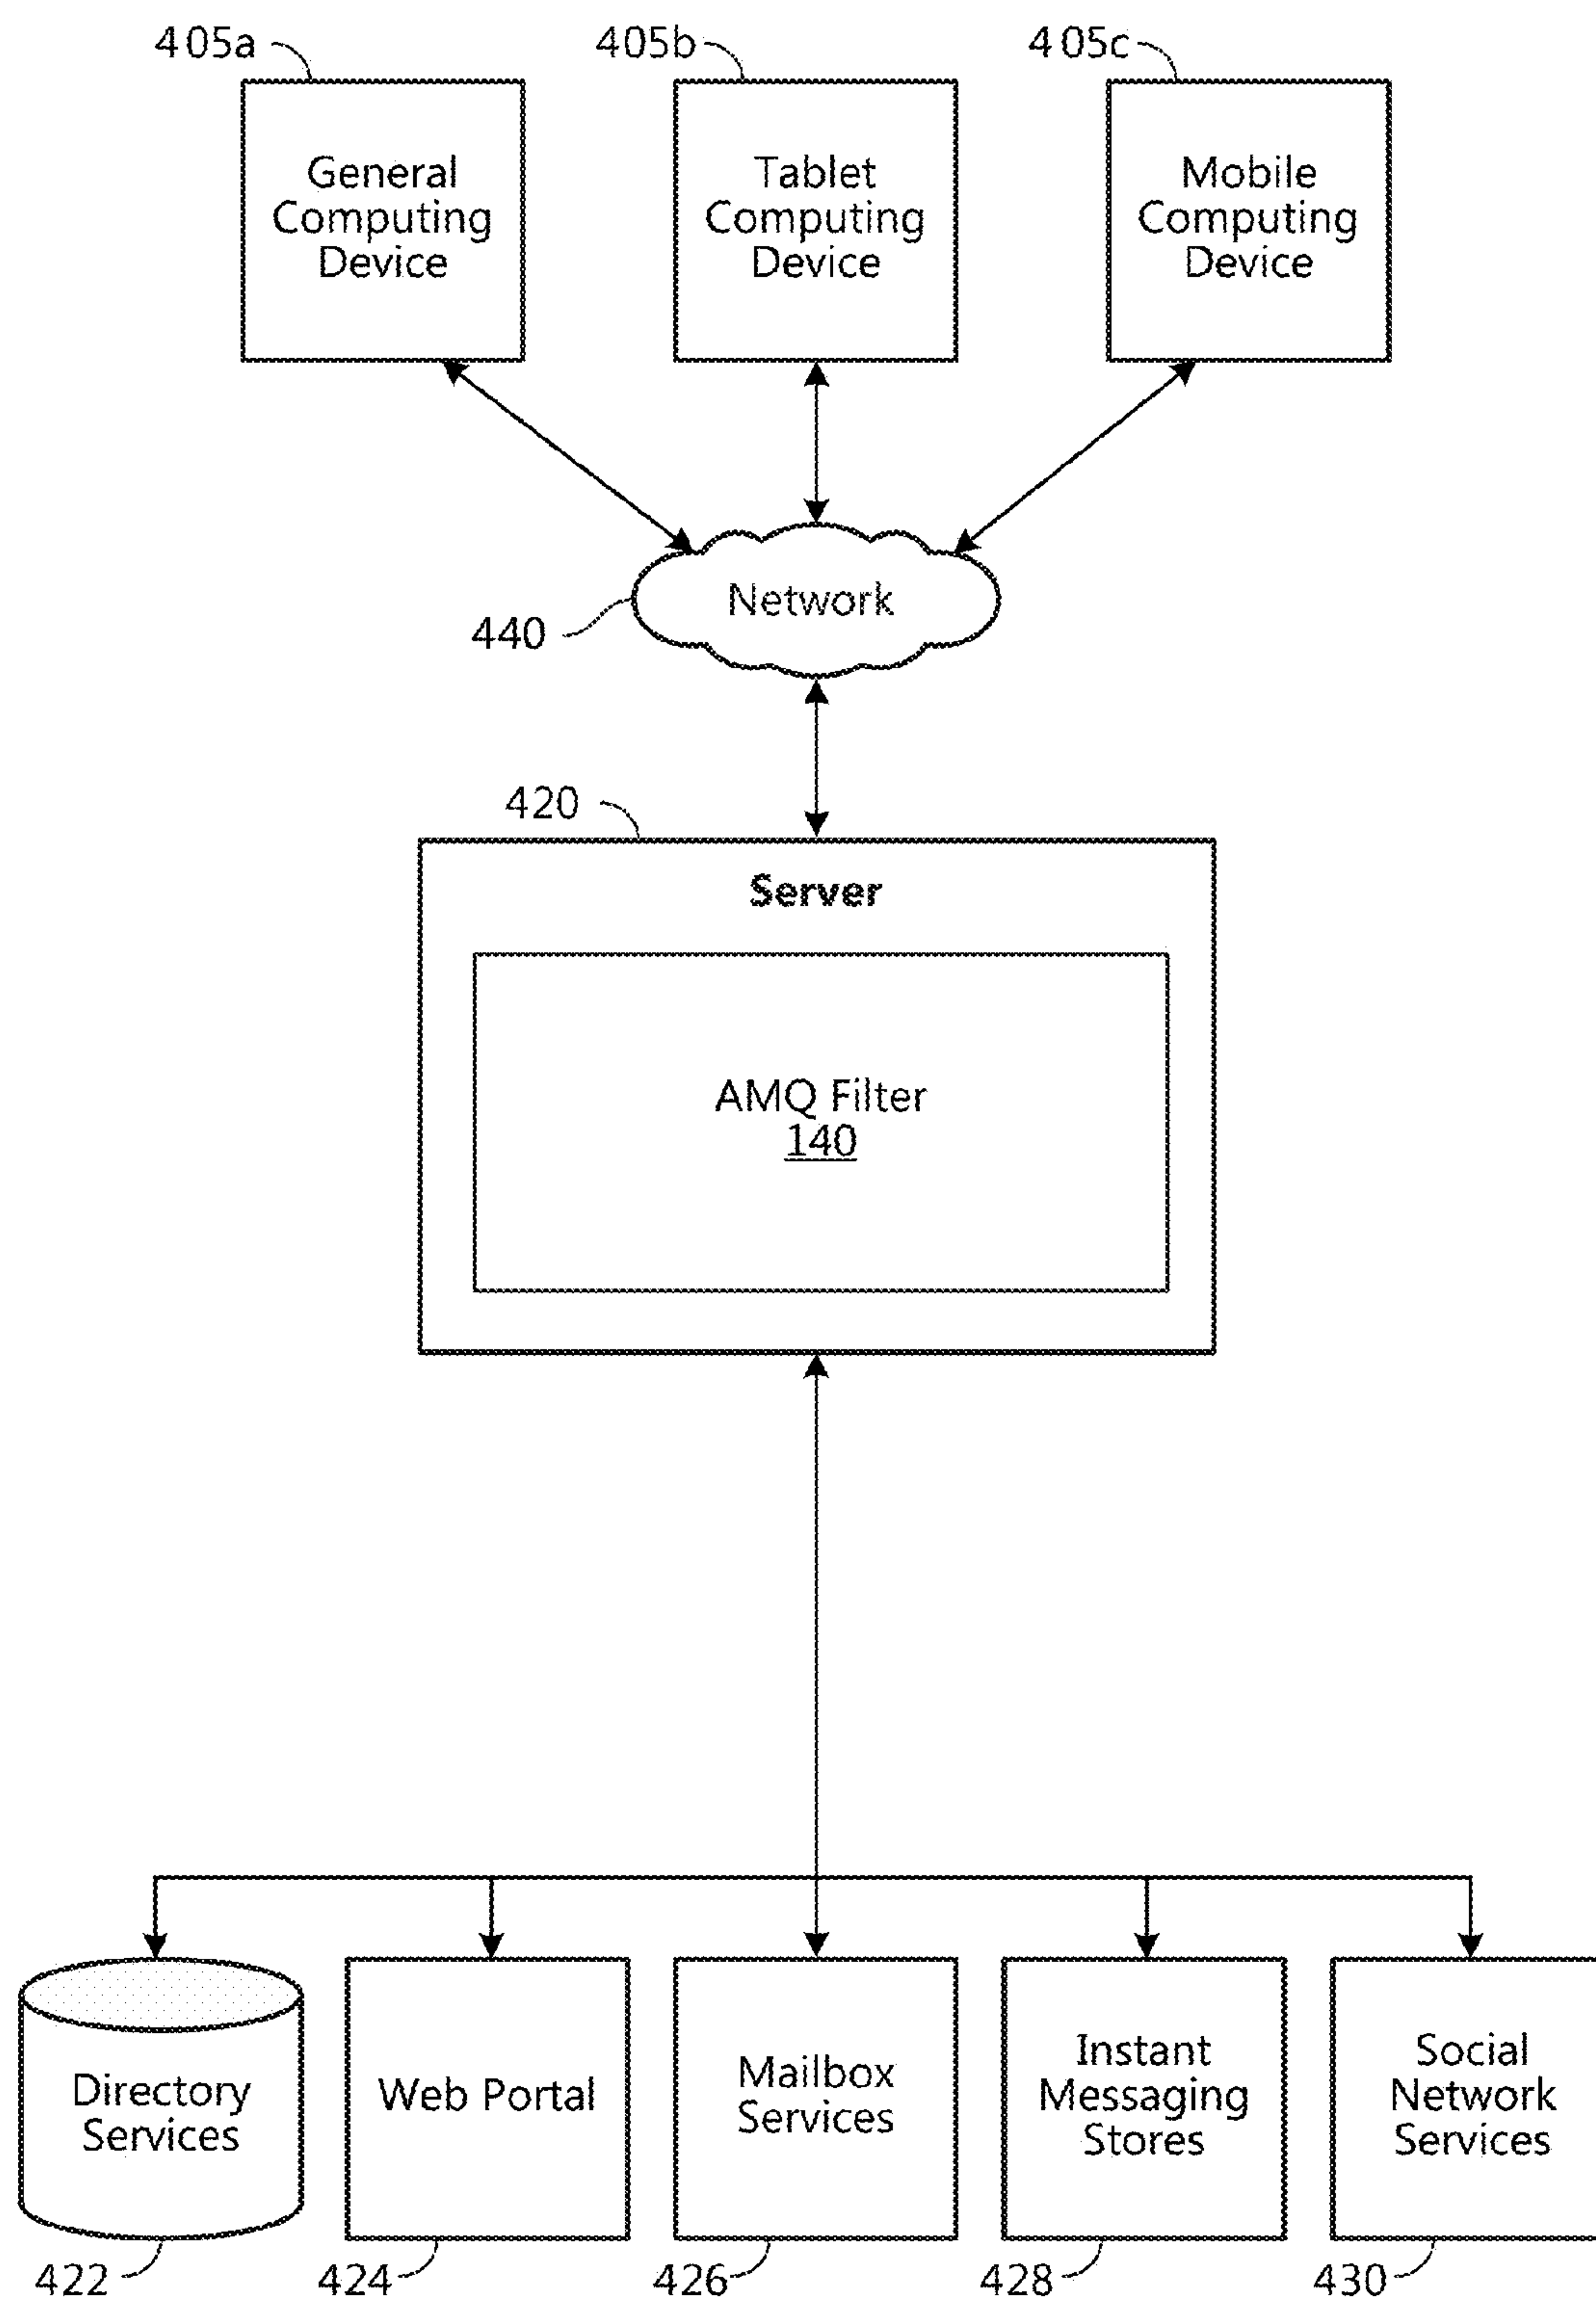 405a
405b
405c
General
Computing
Device
Tablet
Computing
Device
Mobile
Computing
Device
Network
440
420
Server
AMQ Filter
140
Directory
Services
Web Portal
Mailbox
Services
Instant
Messaging
Stores
Social
Network
Services
422
424
426
428
430